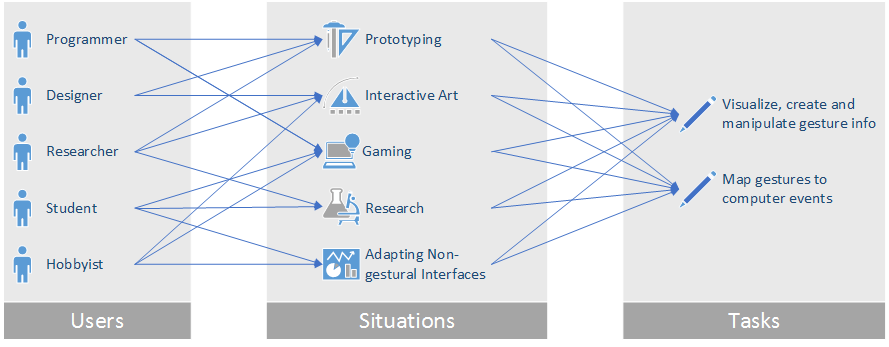 Programmer
Designer
Researcher
Student
Hobbyist
Users
Prototyping
Interactive Art
Gaming
Research
Adapting Non-
gestural Interfaces
Situations
Visualize, create and
manipulate gesture info
Map gestures to
computer events
Tasks